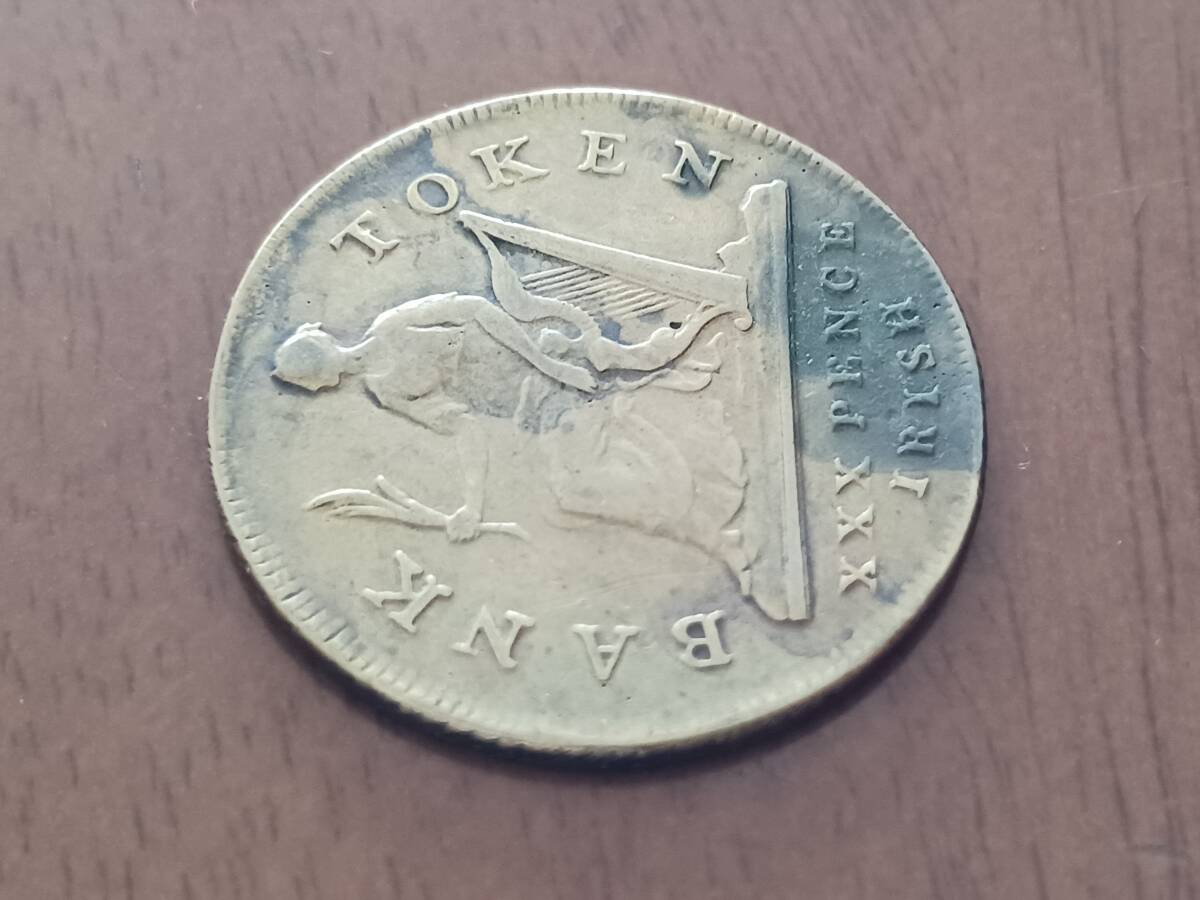 BANK TOKEN
XXX PENCE
IRISH